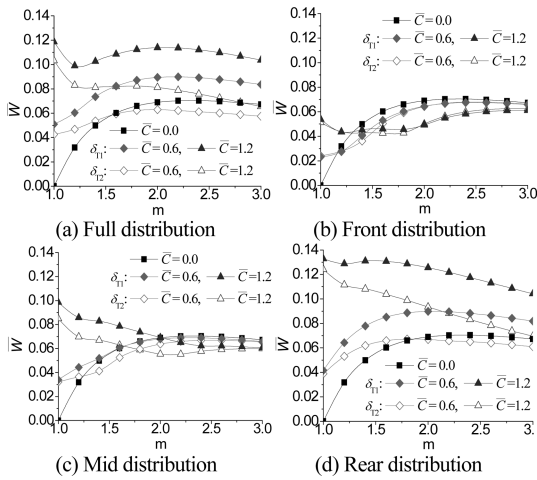 0.14
0.12
0.10
0.08
0.06
0.04
0.02
0.00
W̅
C̅=0.0
δT1: C̅=0.6, C̅=1.2
δT2: C̅=0.6, C̅=1.2
1.0 1.5 2.0 2.5 3.0
m
(a) Full distribution
0.14
0.12
0.10
0.08
0.06
0.04
0.02
0.00
W̅
C̅=0.0
δT1: C̅=0.6, C̅=1.2
δT2: C̅=0.6, C̅=1.2
1.0 1.5 2.0 2.5 3.0
m
(b) Front distribution
0.14
0.12
0.10
0.08
0.06
0.04
0.02
0.00
W̅
C̅=0.0
δT1: C̅=0.6, C̅=1.2
δT2: C̅=0.6, C̅=1.2
1.0 1.5 2.0 2.5 3.0
m
(c) Mid distribution
0.14
0.12
0.10
0.08
0.06
0.04
0.02
0.00
W̅
C̅=0.0
δT1: C̅=0.6, C̅=1.2
δT2: C̅=0.6, C̅=1.2
1.0 1.5 2.0 2.5 3.0
m
(d) Rear distribution